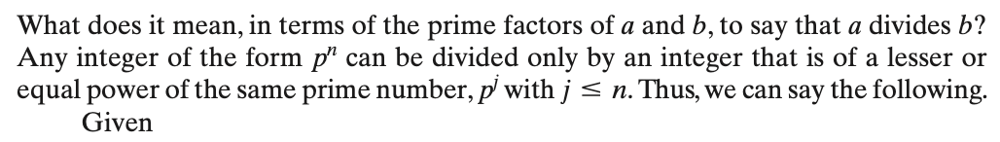 What does it mean, in terms of the prime factors of a and b, to say that a divides b?
Any integer of the form pⁿ can be divided only by an integer that is of a lesser or
equal power of the same prime number, pʲ with j ≤ n. Thus, we can say the following.
Given